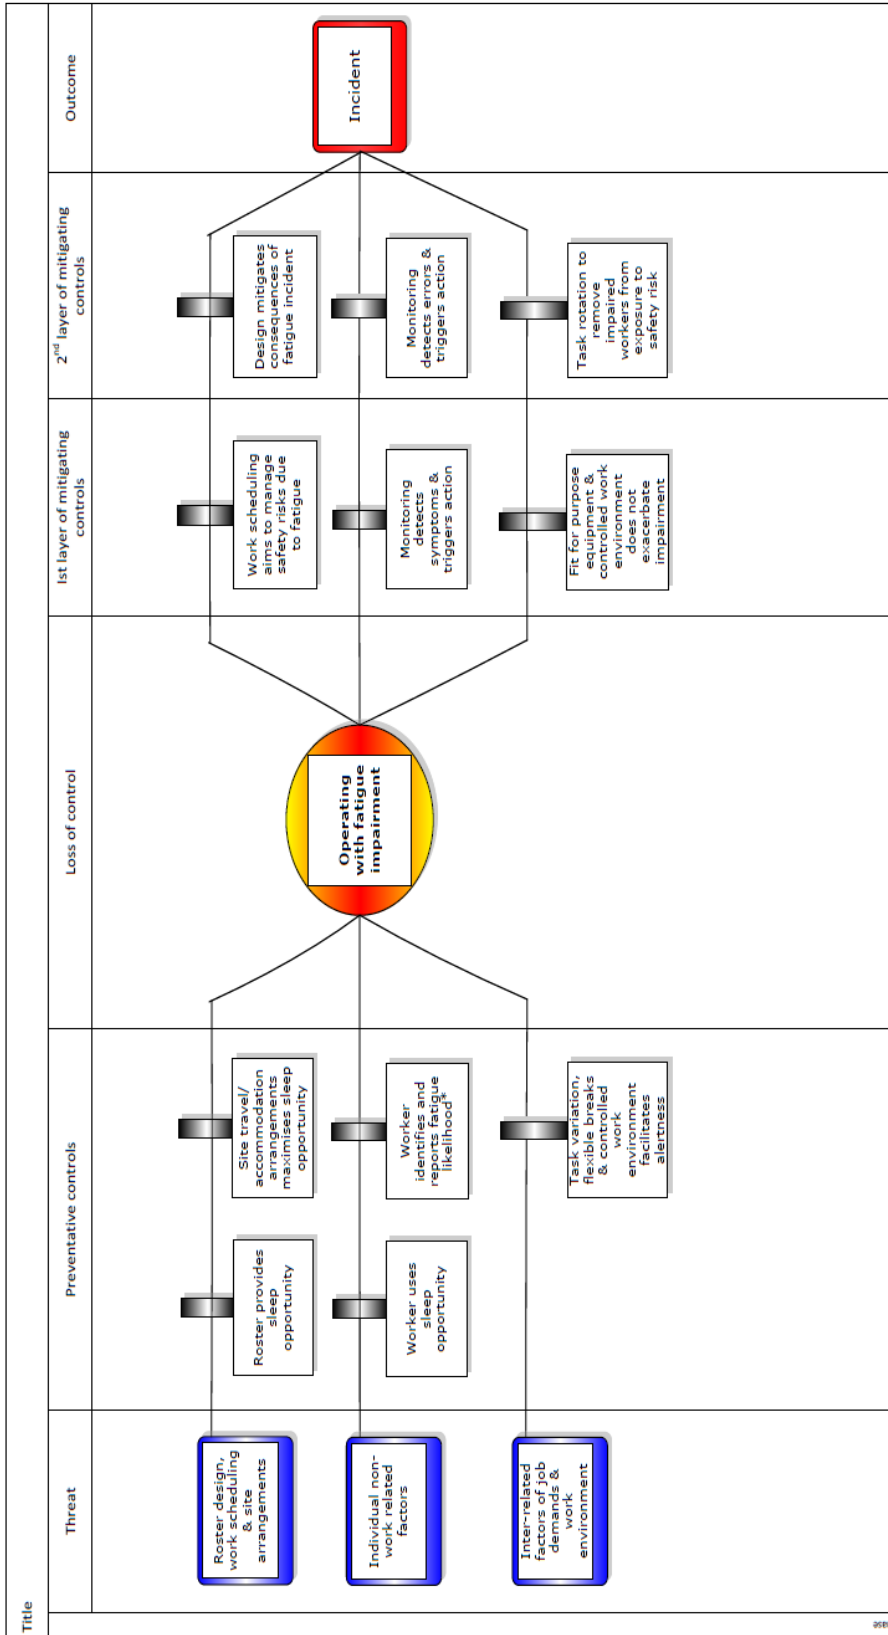 Title
Threat
Preventative controls
Loss of control
Ist layer of mitigating
controls
2nd layer of mitigating
controls
Outcome
Roster design,
work scheduling
& site
arrangements
Roster provides
sleep
opportunity
Site travel/
accommodation
arrangements
maximises sleep
opportunity
Work scheduling
aims to manage
safety risks due
to fatigue
Design mitigates
consequences of
fatigue incident
Individual non-
work related
factors
Worker uses
sleep
opportunity
Worker
identifies and
reports fatigue
likelihood*
Operating
with fatigue
impairment
Monitoring
detects
symptoms &
triggers action
Monitoring
detects errors &
triggers action
Incident
Inter-related
factors of job
demands &
work
environment
Task variation,
flexible breaks
& controlled
work
environment
facilitates
alertness
Fit for purpose
equipment &
controlled work
environment
does not
exacerbate
impairment
Task rotation to
remove
impaired
workers from
exposure to
safety risk